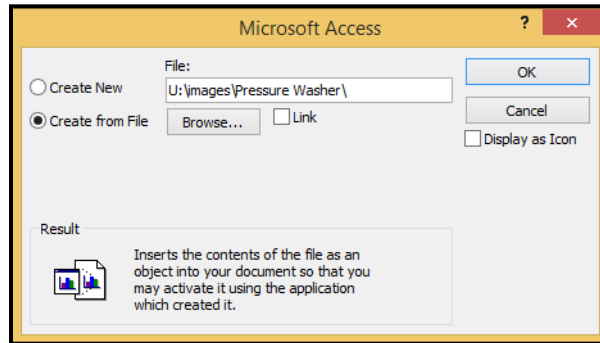 Microsoft Access
?
x
File:
Create New
U:\images\Pressure Washer\
OK
Create from File
Browse...
Link
Cancel
Display as Icon
Result
Inserts the contents of the file as an
object into your document so that you
may activate it using the application
which created it.